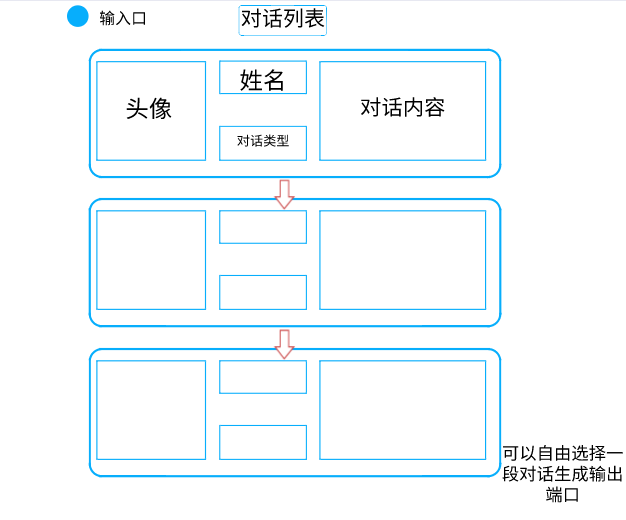 输入口
对话列表
头像
姓名
对话类型
对话内容
可以自由选择一
段对话生成输出
端口